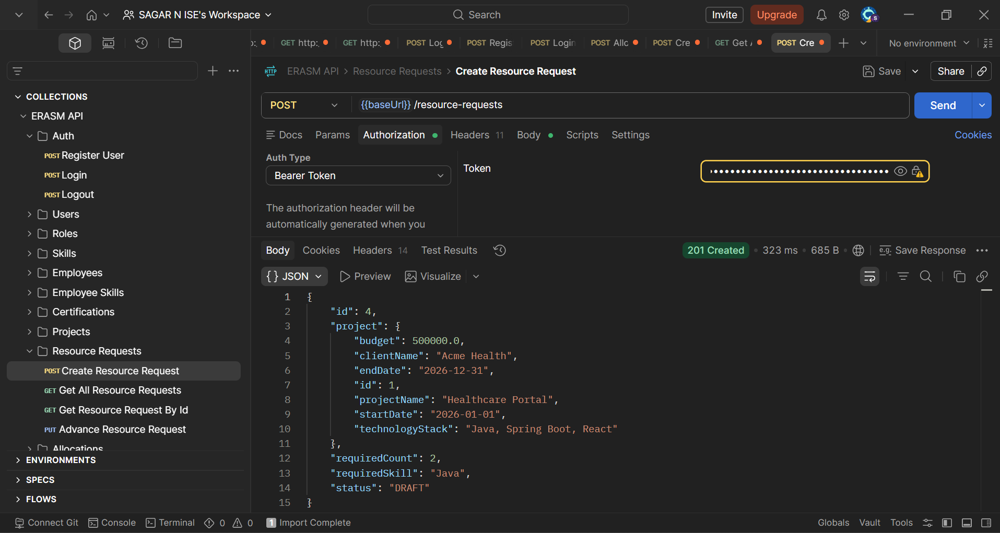 SAGAR N ISE's Workspace
Search
Invite
Upgrade
GET http:
GET http:
POST Log
POST Regis
POST Login
POST Allo
POST Cre
GET Get
POST Cre
No environment
HTTP
ERASM API > Resource Requests > Create Resource Request
Save
Share
COLLECTIONS
ERASM API
Auth
POST Register User
POST Login
POST Logout
Users
Roles
Skills
Employees
Employee Skills
Certifications
Projects
Resource Requests
POST Create Resource Request
GET Get All Resource Requests
GET Get Resource Request By Id
PUT Advance Resource Request
Allocations
ENVIRONMENTS
SPECS
FLOWS
POST
{{baseUrl}} /resource-requests
Send
Docs
Params
Authorization
Headers 11
Body
Scripts
Settings
Cookies
Auth Type
Bearer Token
The authorization header will be
automatically generated when you
Token
Body
Cookies
Headers 14
Test Results
201 Created
323 ms
685 B
e.g. Save Response
{} JSON
Preview
Visualize
1 {
2 "id": 4,
3 "project": {
4 "budget": 500000.0,
5 "clientName": "Acme Health",
6 "endDate": "2026-12-31",
7 "id": 1,
8 "projectName": "Healthcare Portal",
9 "startDate": "2026-01-01",
10 "technologyStack": "Java, Spring Boot, React"
11 },
12 "requiredCount": 2,
13 "requiredSkill": "Java",
14 "status": "DRAFT"
15 }
Connect Git
Console
Terminal
0
0
1 Import Complete
Globals
Vault
Tools